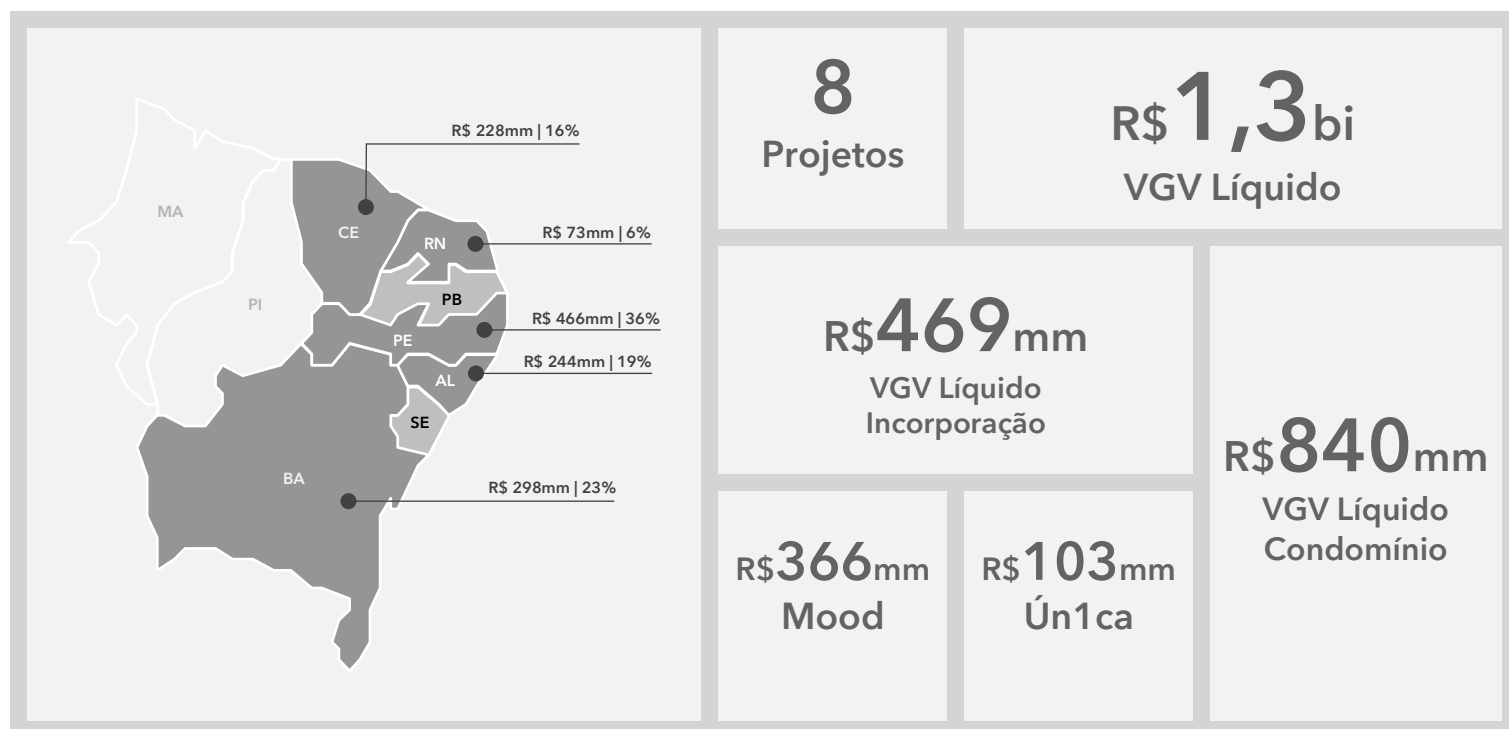 R$ 228mm | 16%
MA
CE
RN
R$ 73mm | 6%
PI
PB
R$ 466mm | 36%
PE
R$ 244mm | 19%
AL
SE
BA
R$ 298mm | 23%
8
Projetos
R$1,3bi
VGV Líquido
R$469mm
VGV Líquido
Incorporação
R$840mm
VGV Líquido
Condomínio
R$366mm
Mood
R$103mm
Ún1ca